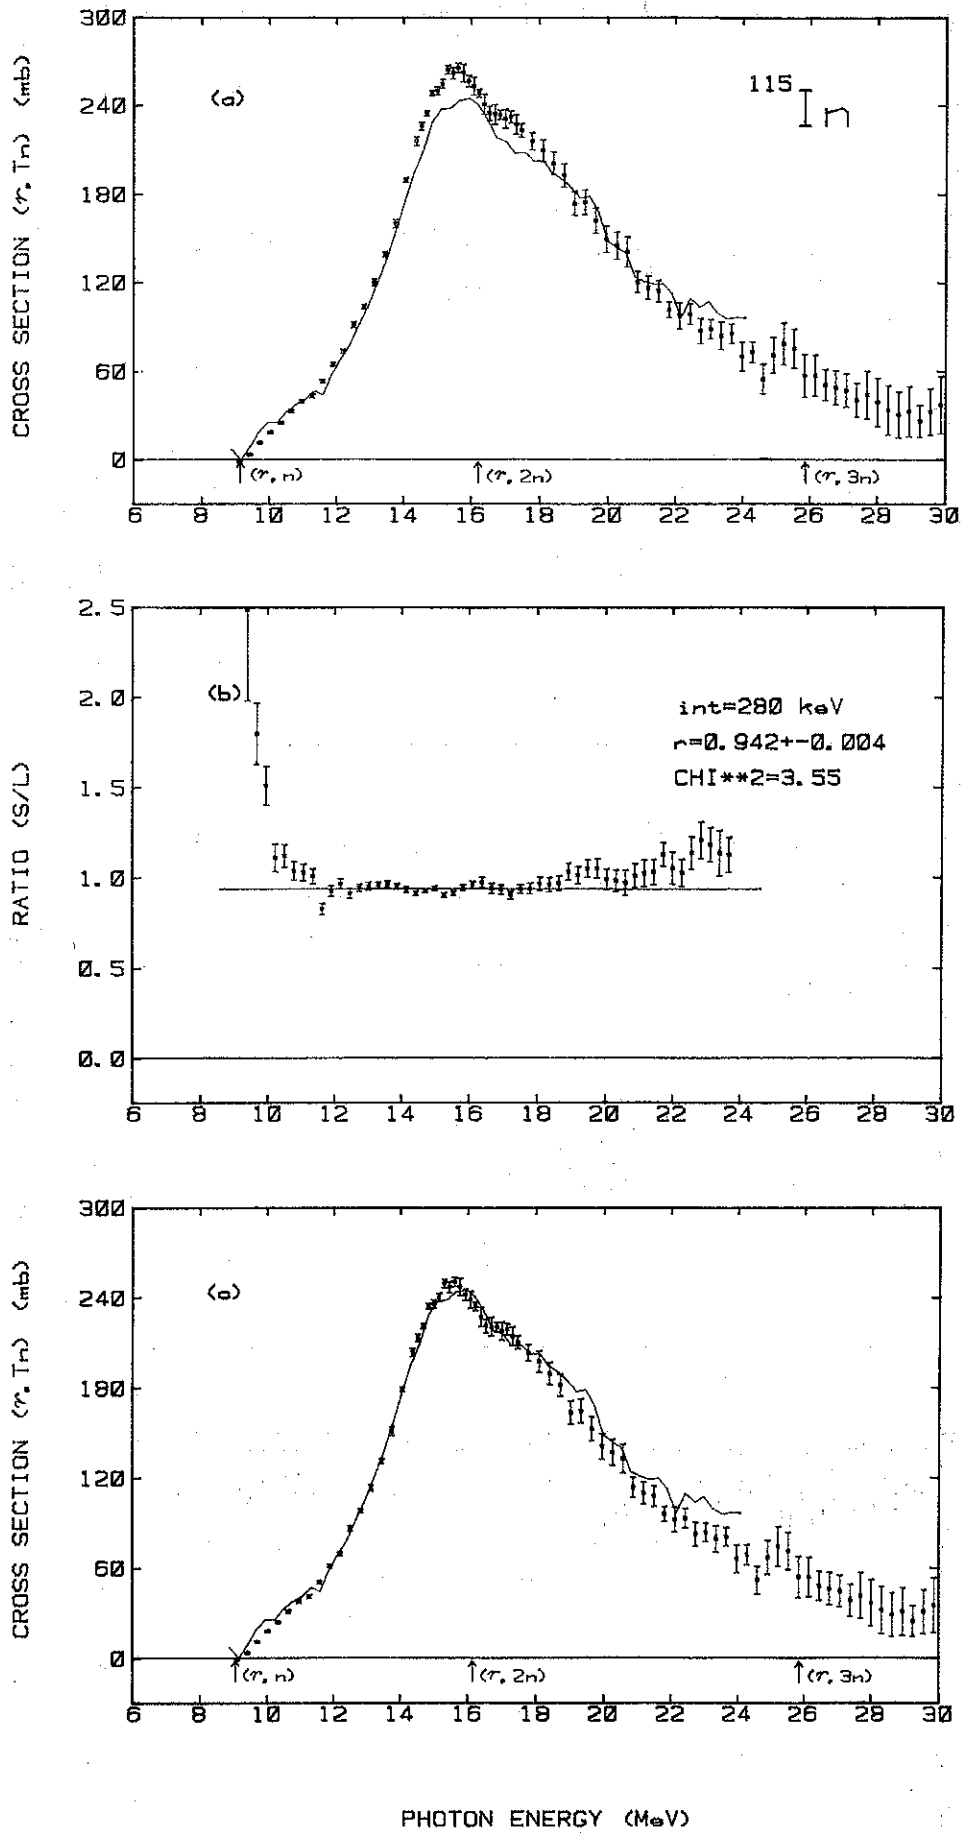 300
240
180
120
60
0
CROSS SECTION (γ, Tn) (mb)
(a)
115
In
(γ, n)
(γ, 2n)
(γ, 3n)
6 8 10 12 14 16 18 20 22 24 26 28 30
2.5
2.0
1.5
1.0
0.5
0.0
RATIO (S/L)
(b)
int=280 keV
r=0.942+-0.004
CHI**2=3.55
6 8 10 12 14 16 18 20 22 24 26 28 30
300
240
180
120
60
0
CROSS SECTION (γ, Tn) (mb)
(c)
(γ, n)
(γ, 2n)
(γ, 3n)
6 8 10 12 14 16 18 20 22 24 26 28 30
PHOTON ENERGY (MeV)